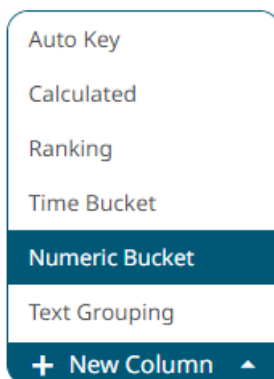 Auto Key
Calculated
Ranking
Time Bucket
Numeric Bucket
Text Grouping
+ New Column